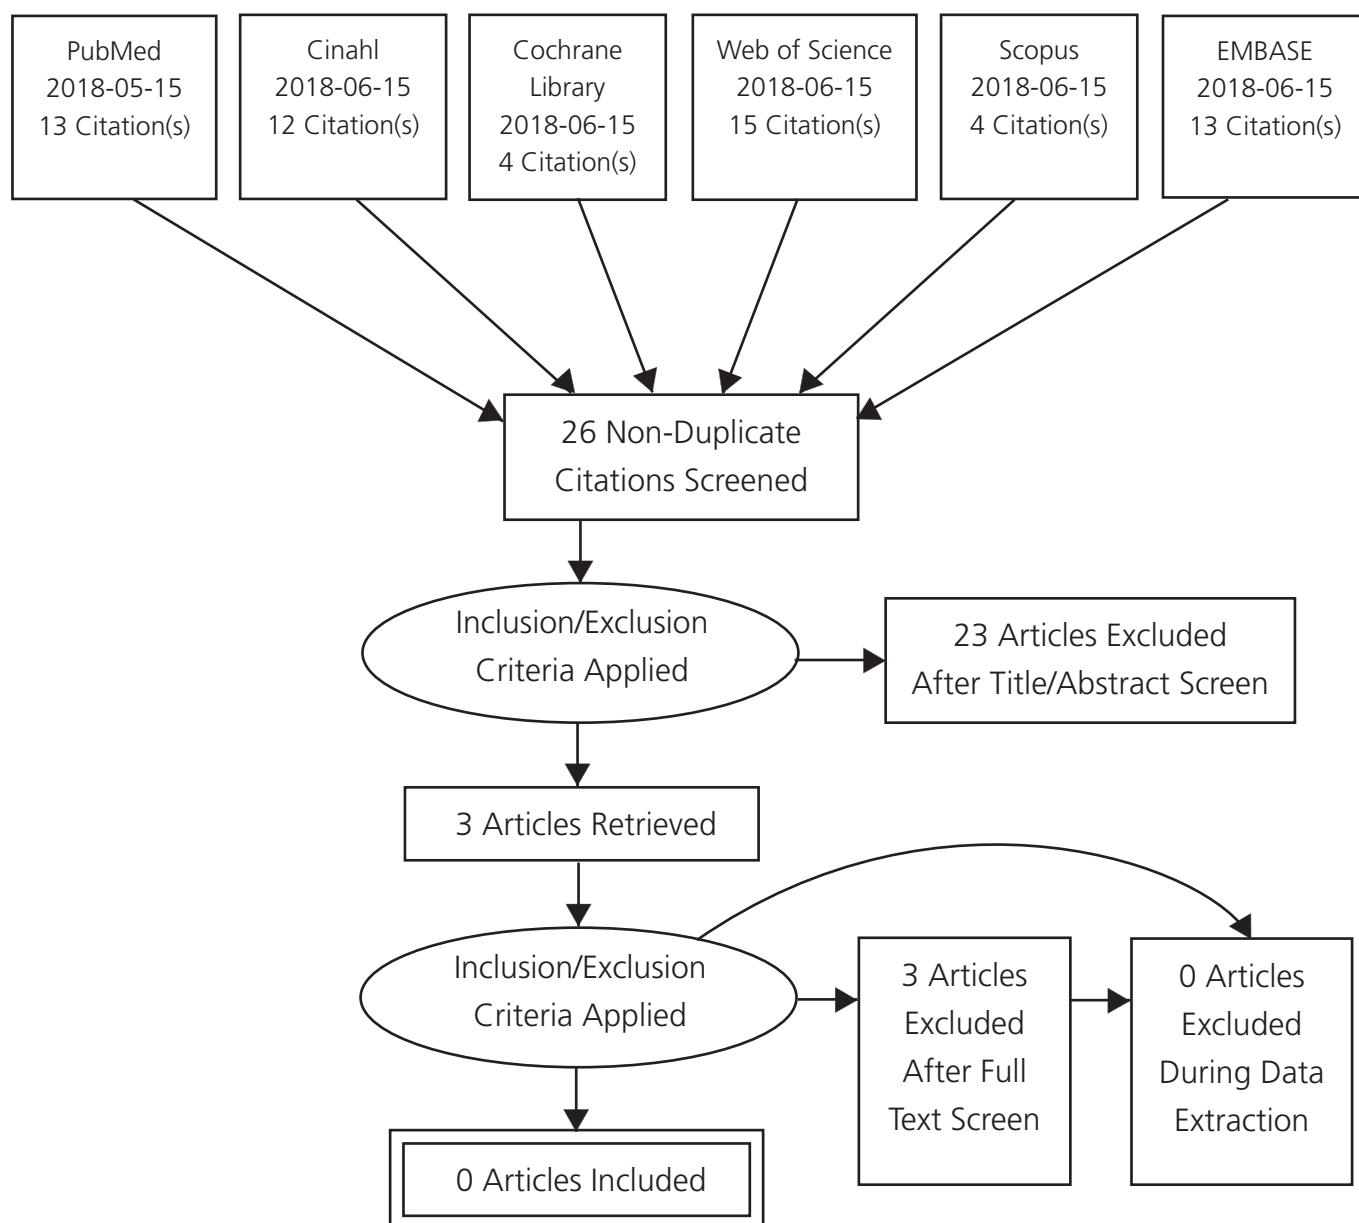 PubMed
2018-05-15
13 Citation(s)
Cinahl
2018-06-15
12 Citation(s)
Cochrane
Library
2018-06-15
4 Citation(s)
Web of Science
2018-06-15
15 Citation(s)
Scopus
2018-06-15
4 Citation(s)
EMBASE
2018-06-15
13 Citation(s)
26 Non-Duplicate
Citations Screened
Inclusion/Exclusion
Criteria Applied
23 Articles Excluded
After Title/Abstract Screen
3 Articles Retrieved
Inclusion/Exclusion
Criteria Applied
3 Articles
Excluded
After Full
Text Screen
0 Articles
Excluded
During Data
Extraction
0 Articles Included